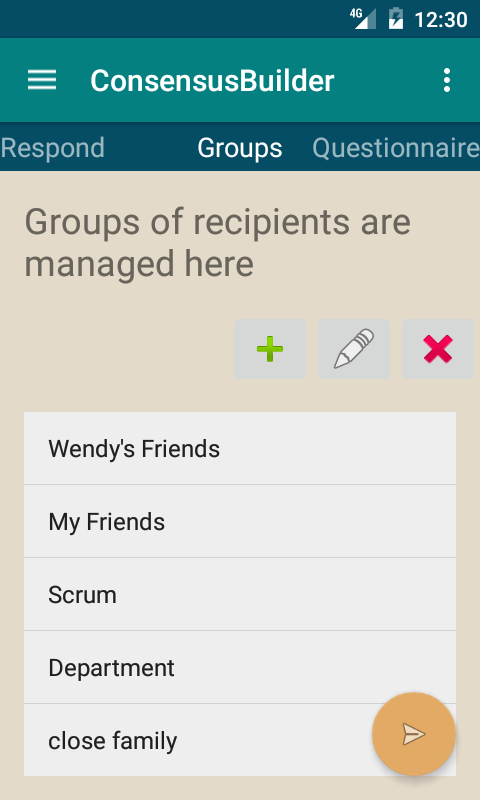 4G 12:30
ConsensusBuilder
Respond Groups Questionnaire
Groups of recipients are
managed here
Wendy's Friends
My Friends
Scrum
Department
close family